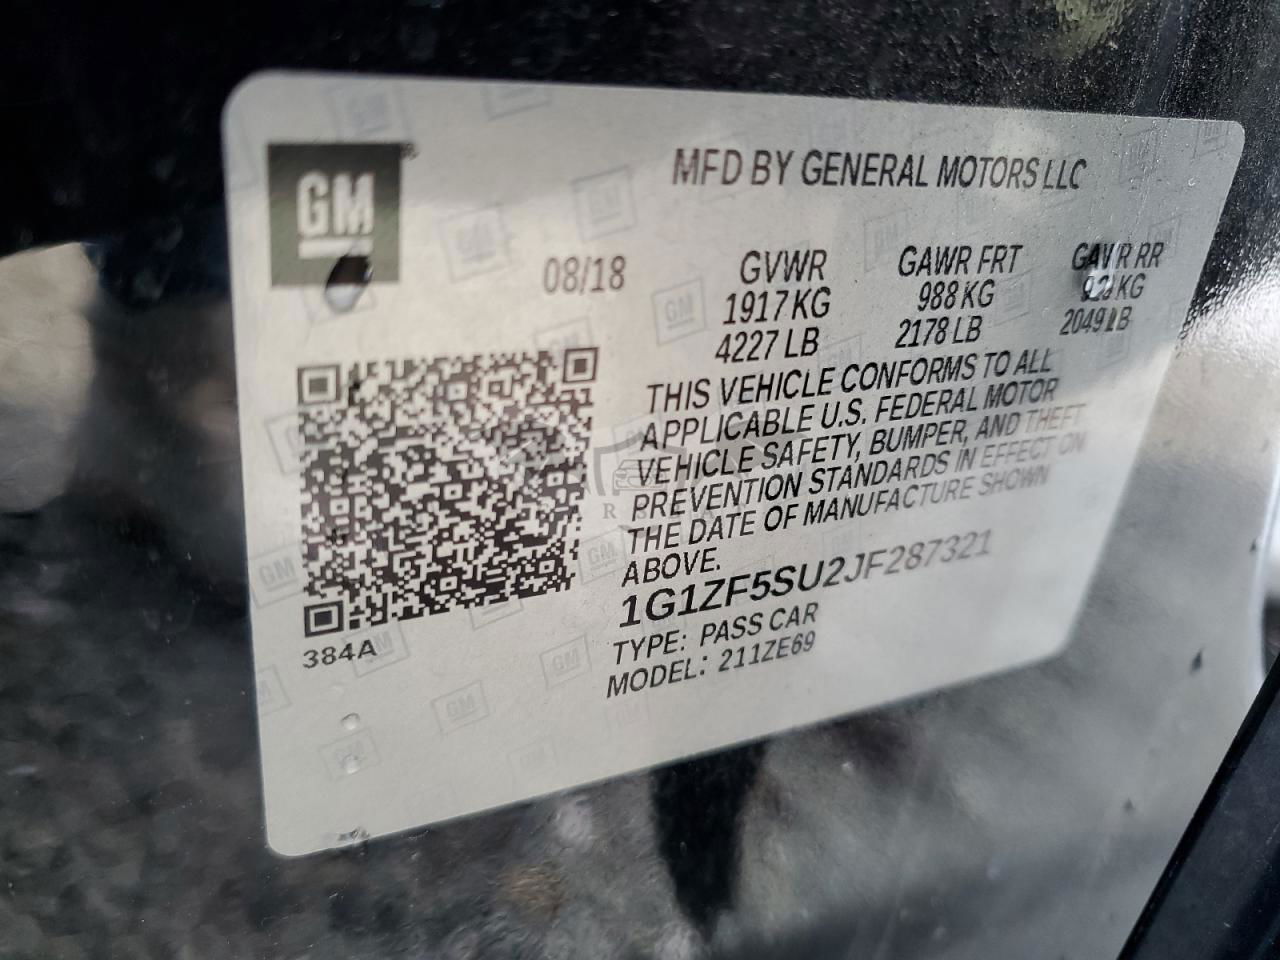 GM
MFD BY GENERAL MOTORS LLC
08/18 GVWR GAWR FRT GAWR RR
1917 KG 988 KG KG
4227 LB 2178 LB 2049 LB
THIS VEHICLE CONFORMS TO ALL
APPLICABLE U.S. FEDERAL MOTOR
VEHICLE SAFETY, BUMPER, AND THEFT
PREVENTION STANDARDS IN EFFECT ON
THE DATE OF MANUFACTURE SHOWN
ABOVE.
1G1ZF5SU2JF287321
TYPE: PASS CAR
MODEL: 211ZE69
384A